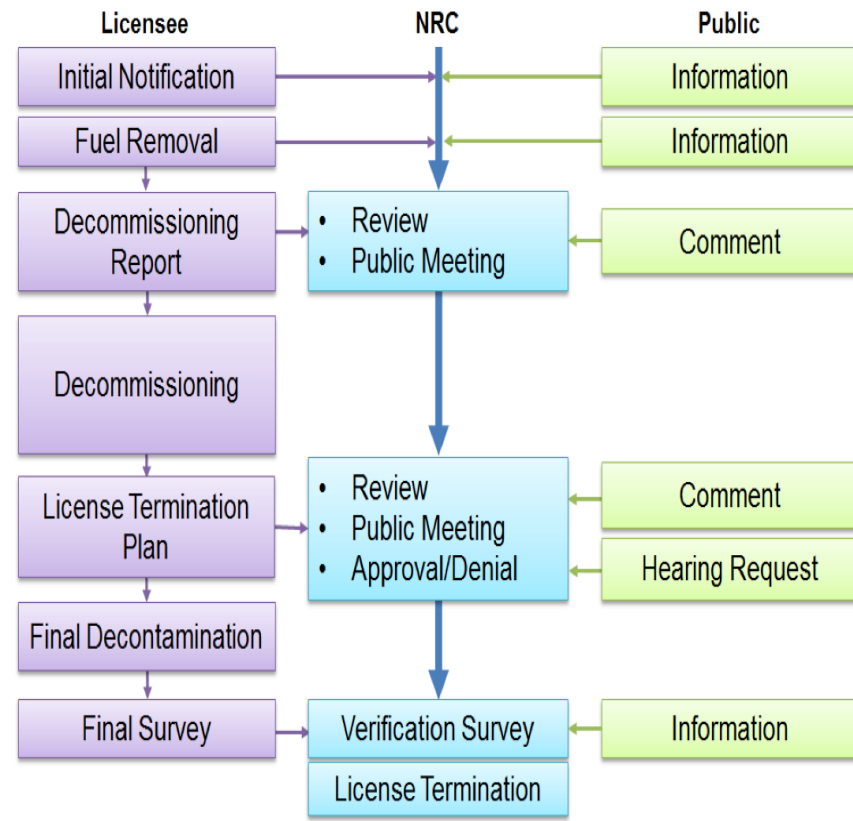 Licensee NRC Public
Initial Notification Information
Fuel Removal Information
Decommissioning
Report
• Review
• Public Meeting
Comment
Decommissioning
License Termination
Plan
• Review
• Public Meeting
• Approval/Denial
Comment
Hearing Request
Final Decontamination
Final Survey Verification Survey Information
License Termination